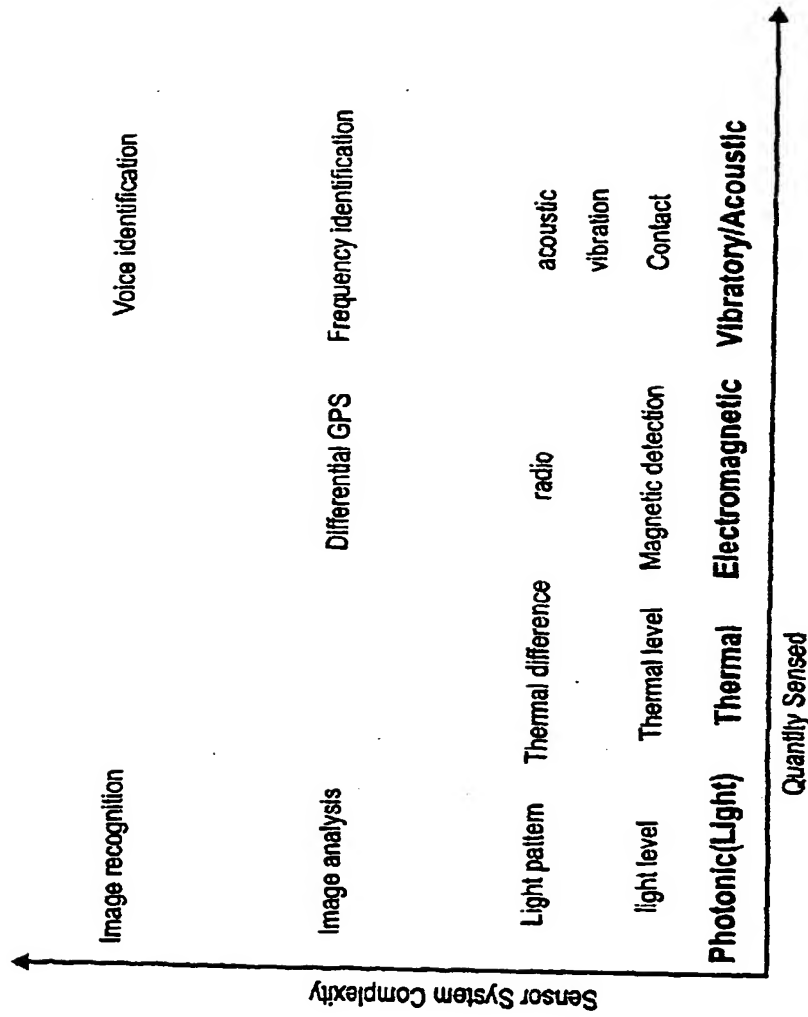 Sensor System Complexity
Image recognition
Voice identification
Image analysis
Differential GPS
Frequency identification
Light pattern
Thermal difference
radio
acoustic
vibration
light level
Thermal level
Magnetic detection
Contact
Photonic(Light)
Thermal
Electromagnetic
Vibratory/Acoustic
Quantity Sensed